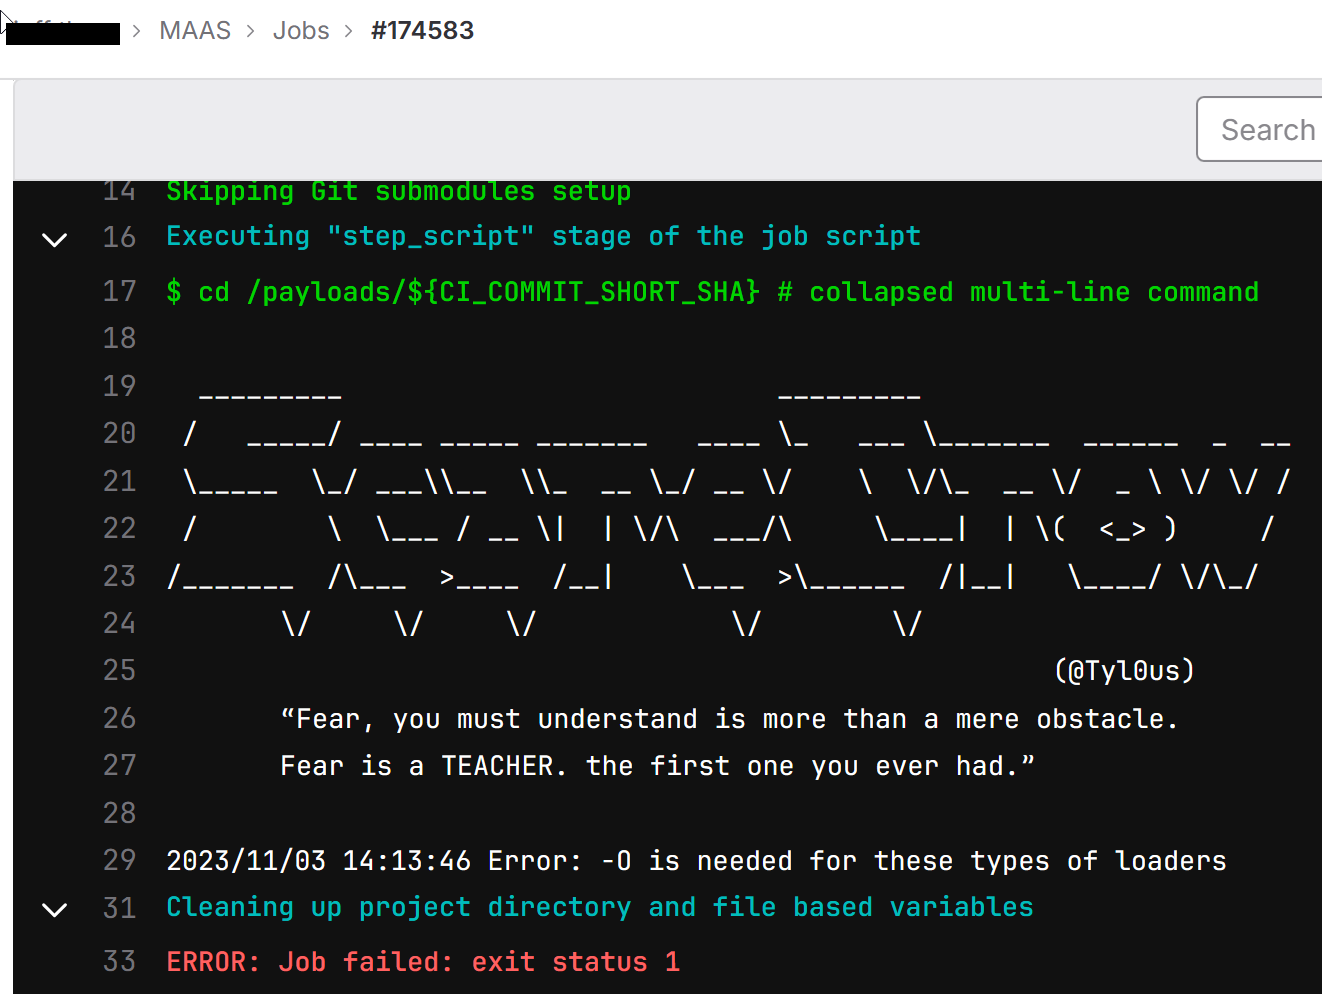 MAAS > Jobs > #174583
Search
14 Skipping Git submodules setup
16 Executing "step_script" stage of the job script
17 $ cd /payloads/${CI_COMMIT_SHORT_SHA} # collapsed multi-line command
18
19   _________                           _________
20  /   _____/ ____ _____ _______   ____ \_   ___ \_______  ______  _  __
21  \_____  \_/ ___\\__  \\_  __ \_/ __ \/    \  \/\_  __ \/  _ \ \/ \/ /
22  /        \  \___ / __ \|  | \/\  ___/\     \____|  | \(  <_> )     /
23 /_______  /\___  >____  /__|    \___  >\______  /|__|   \____/ \/\_/
24        \/     \/     \/            \/        \/
25 (@Tyl0us)
26 “Fear, you must understand is more than a mere obstacle.
27 Fear is a TEACHER. the first one you ever had.”
28
29 2023/11/03 14:13:46 Error: -O is needed for these types of loaders
31 Cleaning up project directory and file based variables
33 ERROR: Job failed: exit status 1